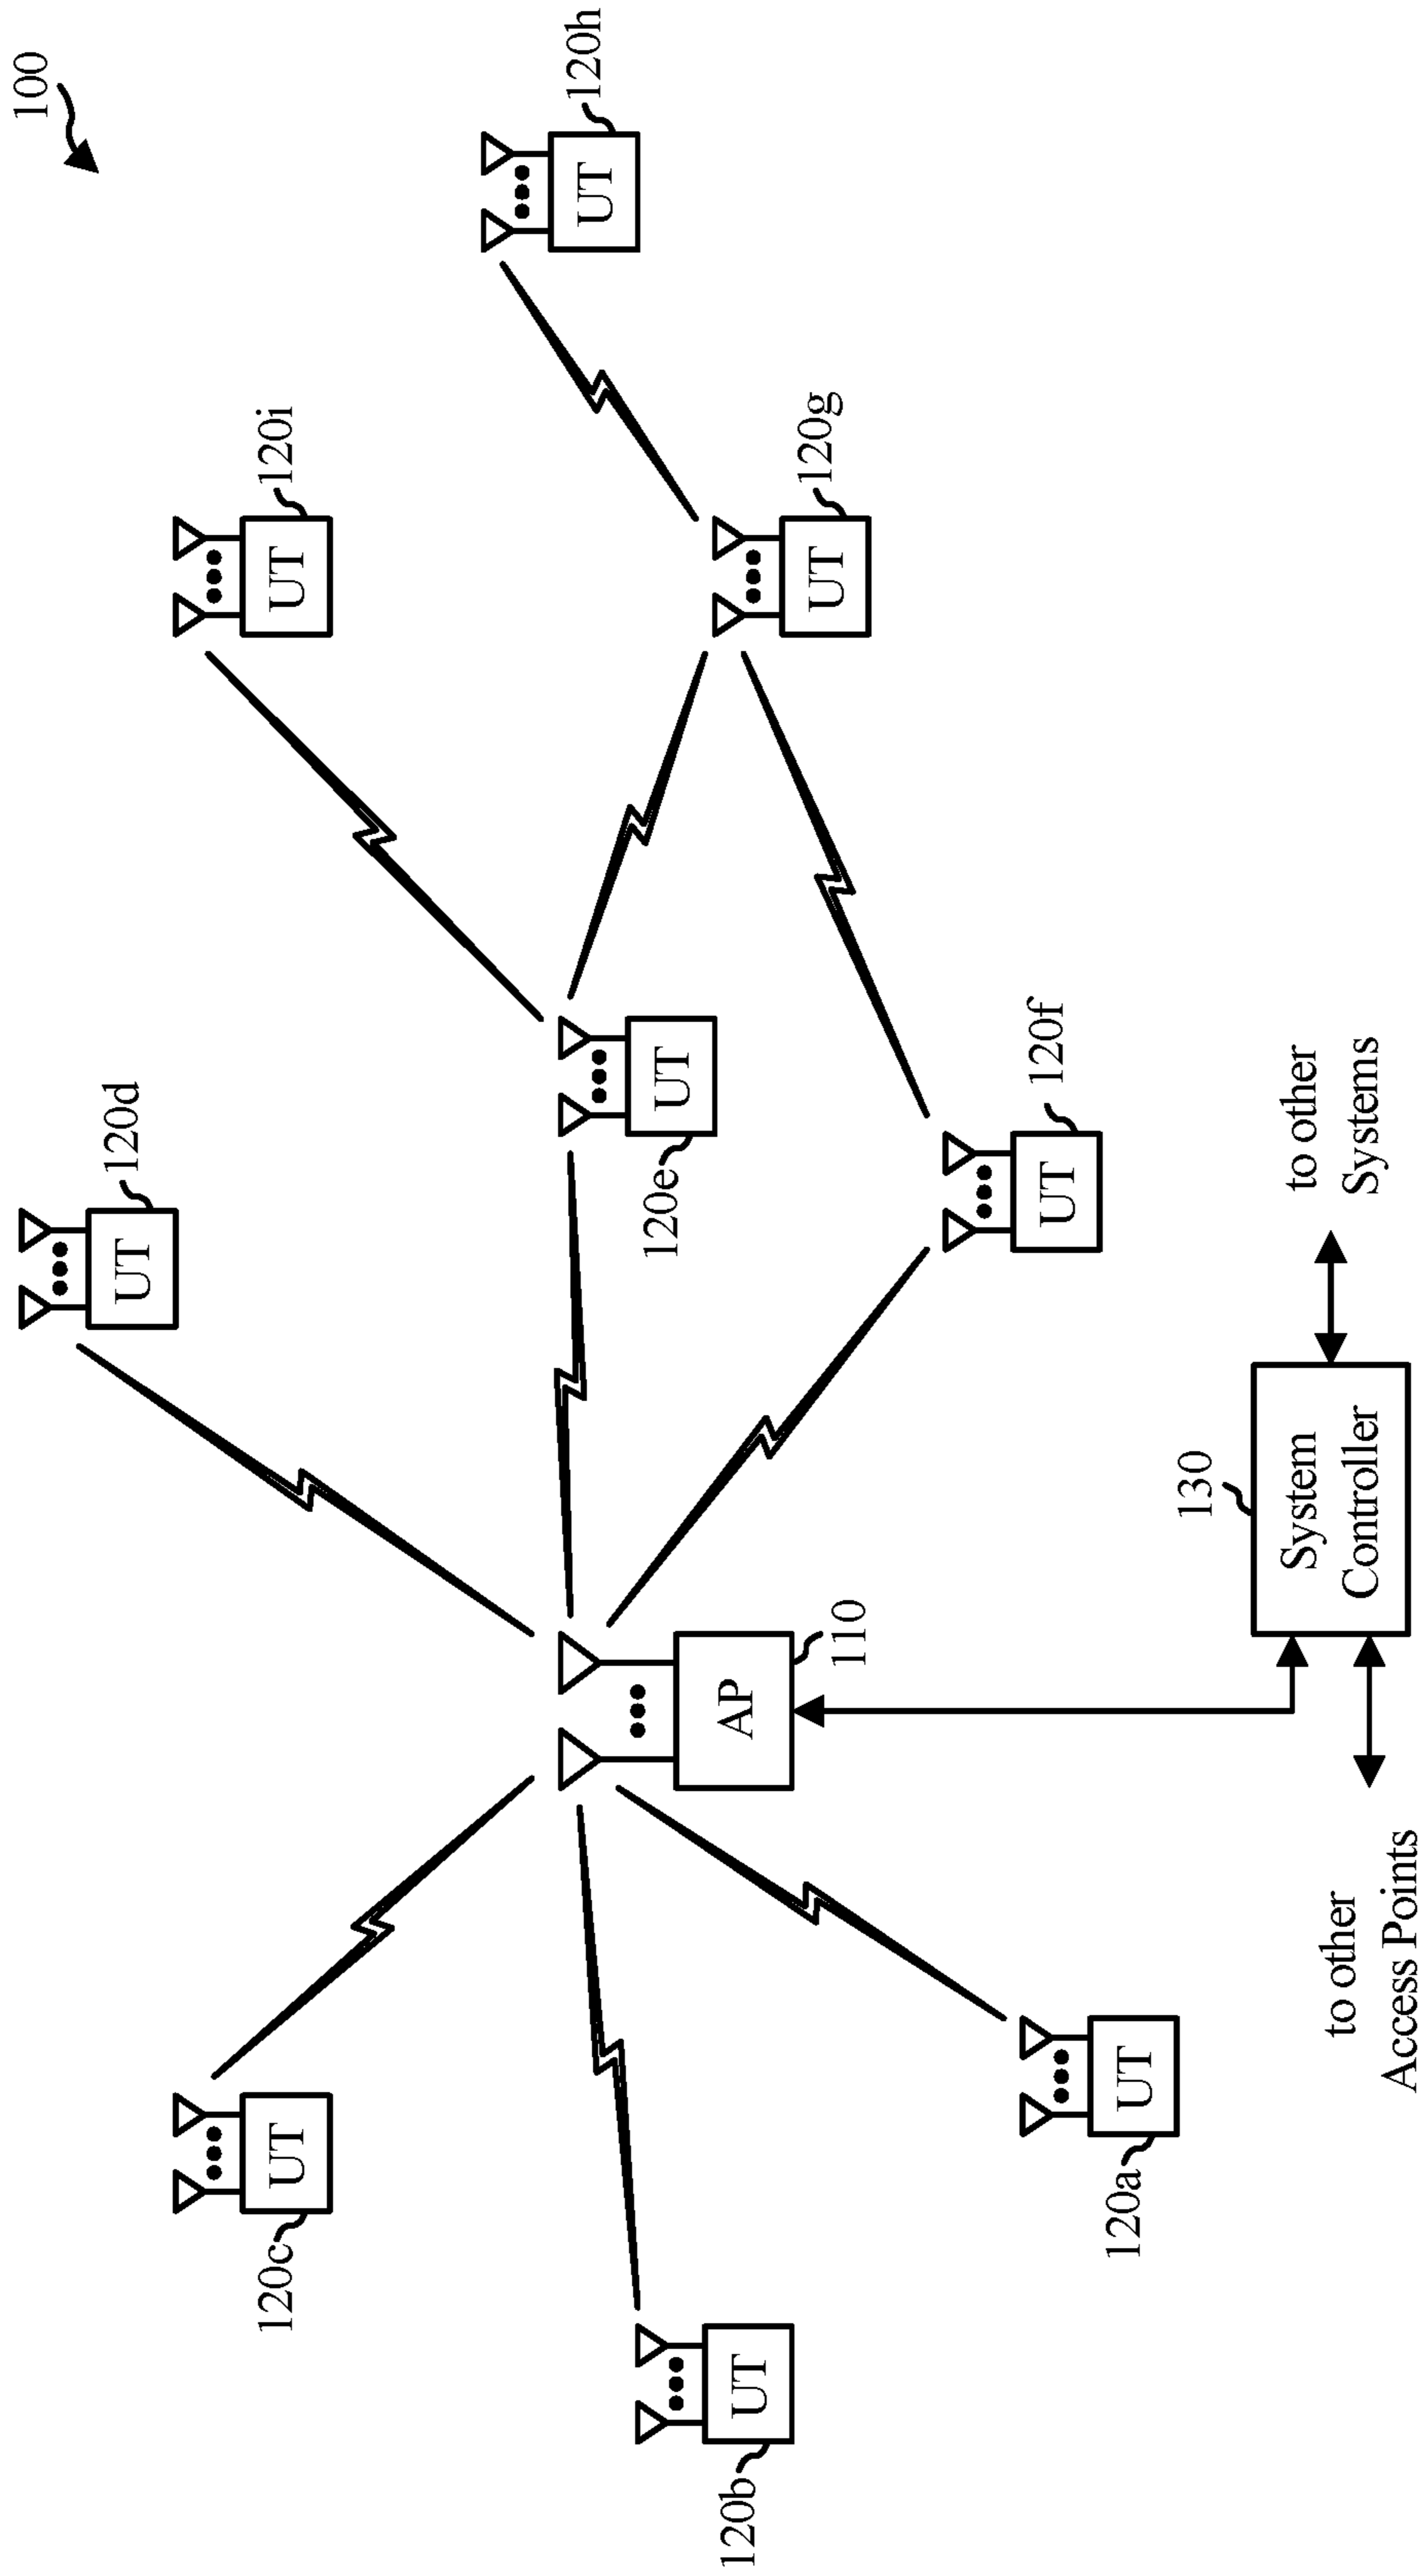 100
120d
UT
120i
UT
120c
UT
120h
UT
120e
UT
120g
UT
120b
UT
AP
110
120f
UT
120a
UT
130
System
Controller
to other
Systems
to other
Access Points